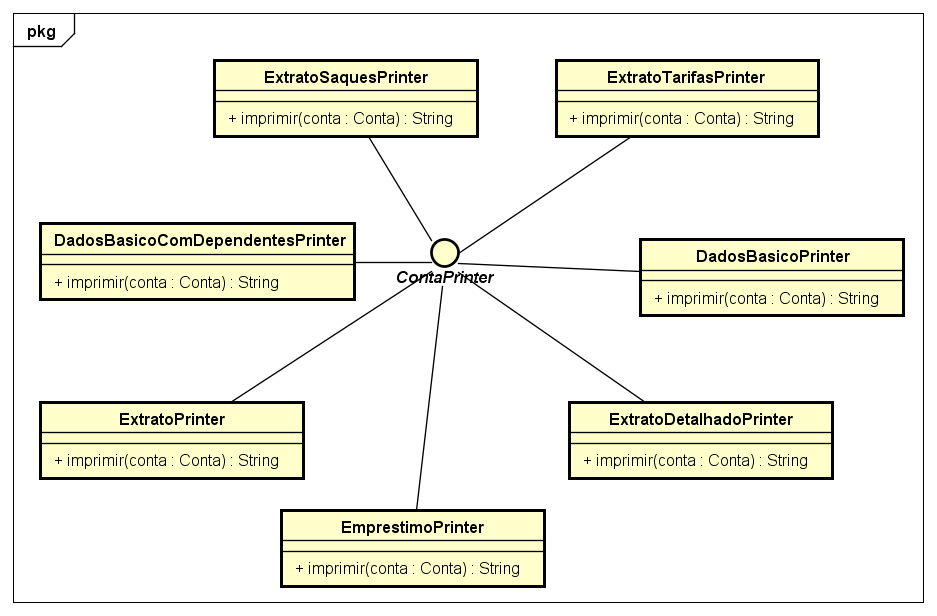 pkg
ExtratoSaquesPrinter
+ imprimir(conta : Conta) : String
ExtratoTarifasPrinter
+ imprimir(conta : Conta) : String
DadosBasicoComDependentesPrinter
+ imprimir(conta : Conta) : String
ContaPrinter
DadosBasicoPrinter
+ imprimir(conta : Conta) : String
ExtratoPrinter
+ imprimir(conta : Conta) : String
ExtratoDetalhadoPrinter
+ imprimir(conta : Conta) : String
EmprestimoPrinter
+ imprimir(conta : Conta) : String